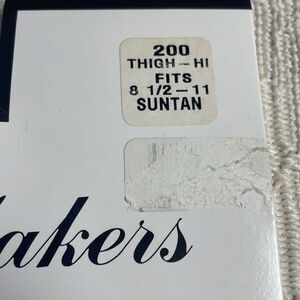 200
THIGH-HI
FITS
8 1/2-11
SUNTAN
akers